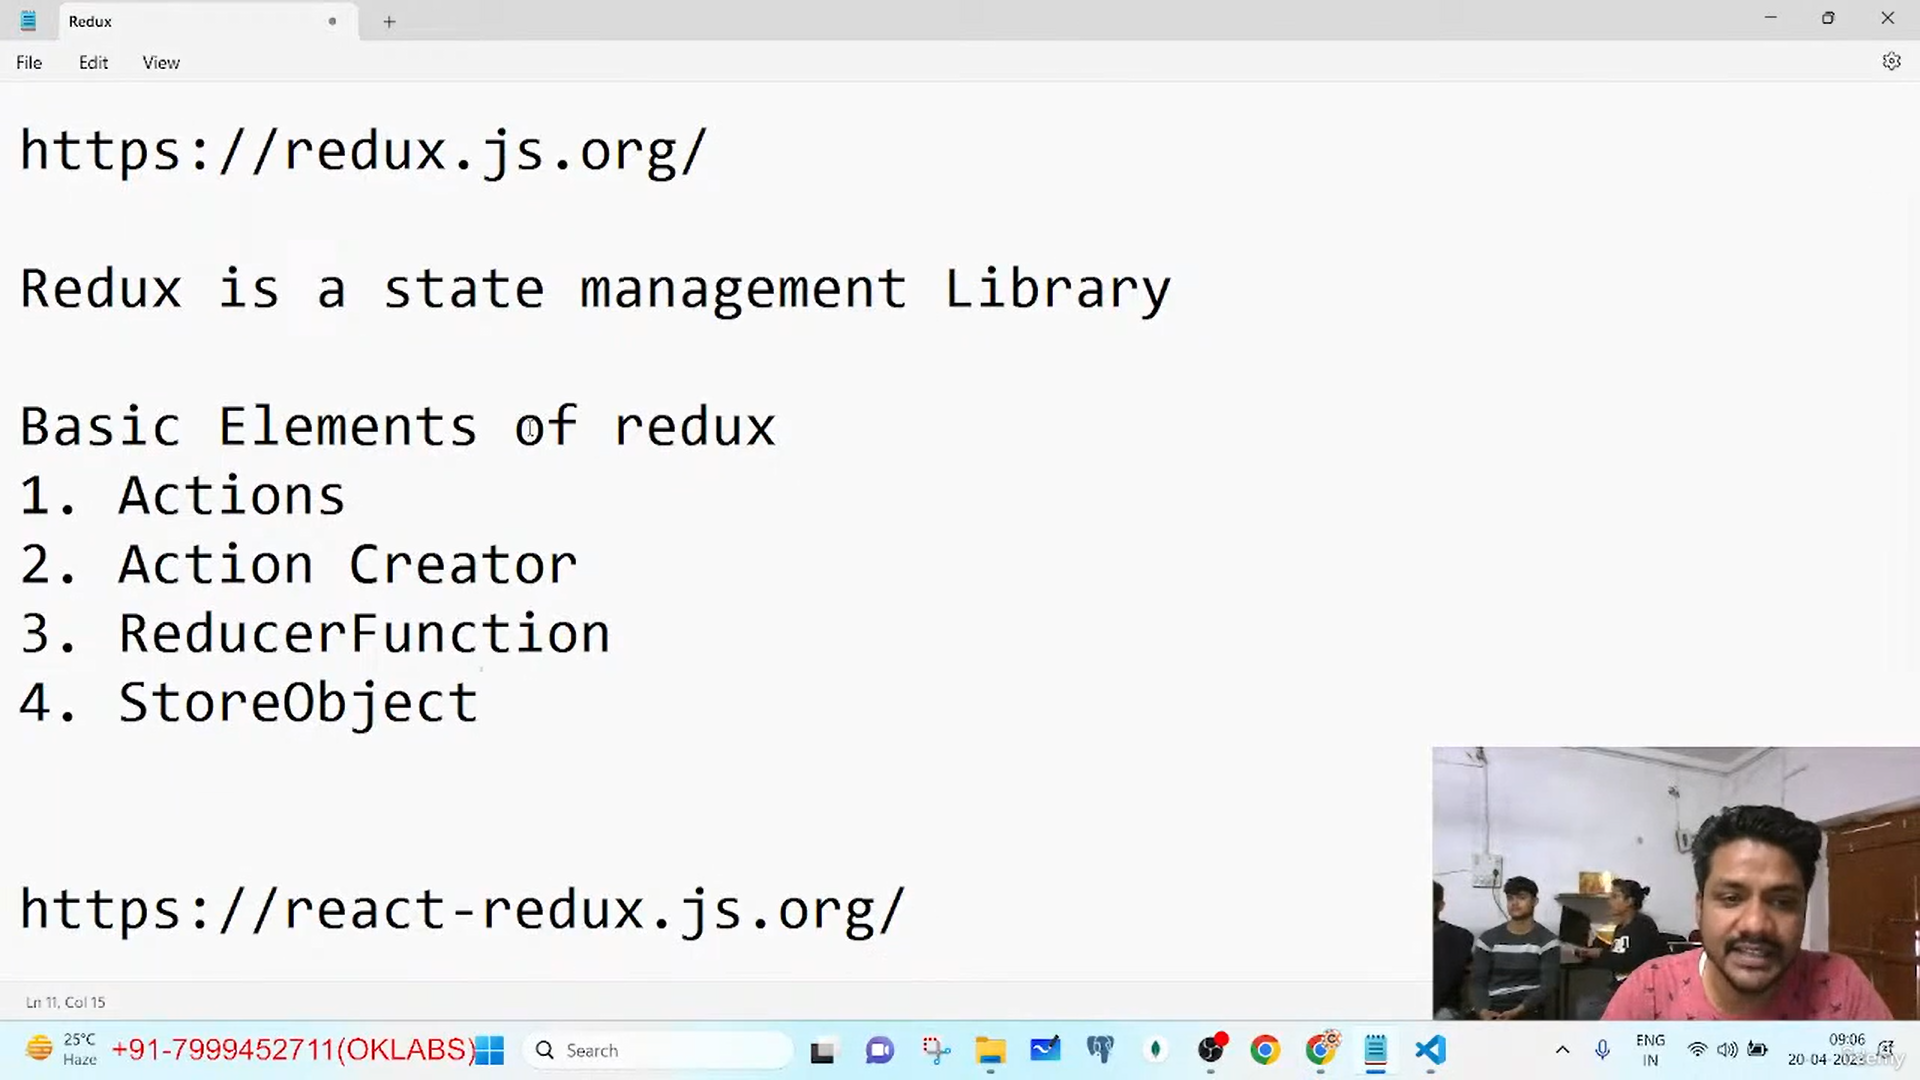 Redux
File Edit View
https://redux.js.org/
Redux is a state management Library
Basic Elements of redux
1. Actions
2. Action Creator
3. ReducerFunction
4. StoreObject
https://react-redux.js.org/
Ln 11, Col 15
25°C
Haze
+91-7999452711(OKLABS)
Search
ENG
IN
09:06
20-04-202